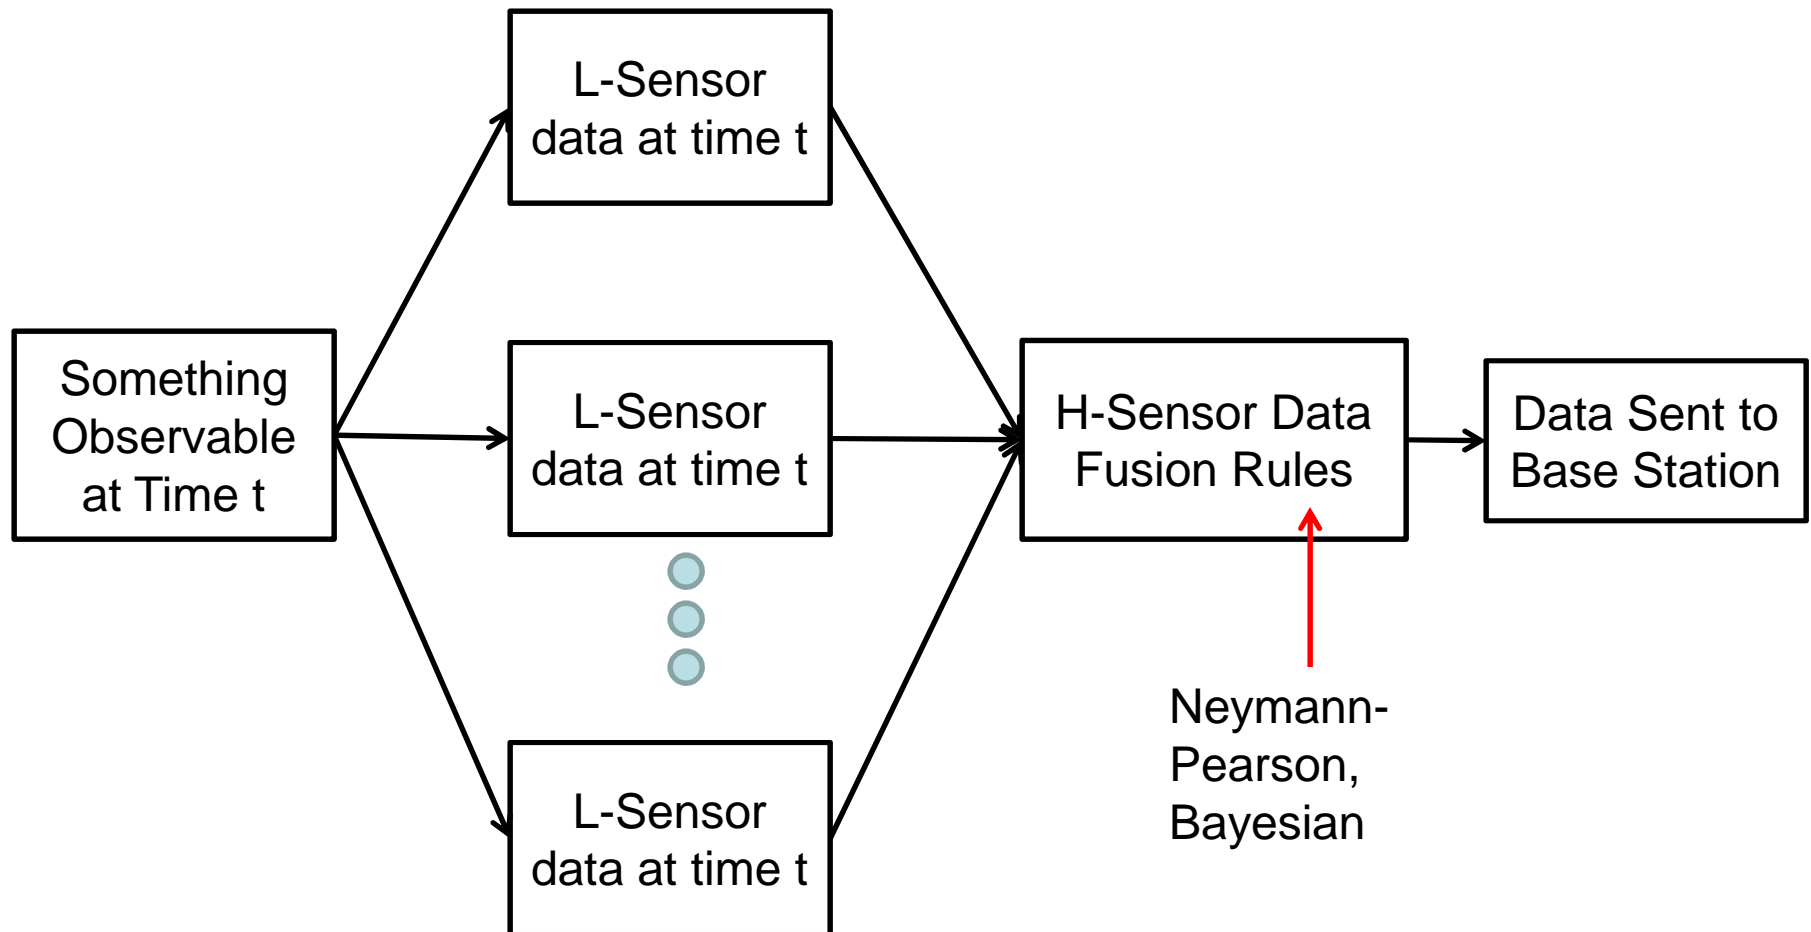 Something
Observable
at Time t
L-Sensor
data at time t
L-Sensor
data at time t
L-Sensor
data at time t
H-Sensor Data
Fusion Rules
Neymann-
Pearson,
Bayesian
Data Sent to
Base Station